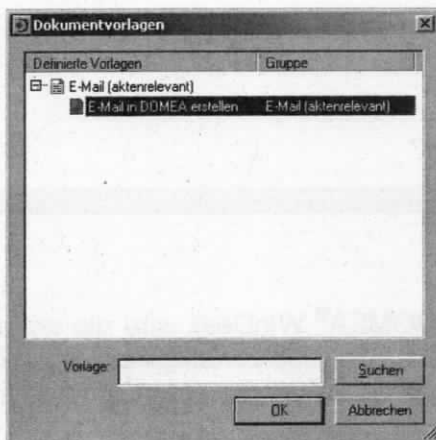 Dokumentvorlagen
Definierte Vorlagen Gruppe
E-Mail (aktenrelevant)
E-Mail in DOMEA erstellen E-Mail (aktenrelevant)
Vorlage:
Suchen
OK Abbrechen